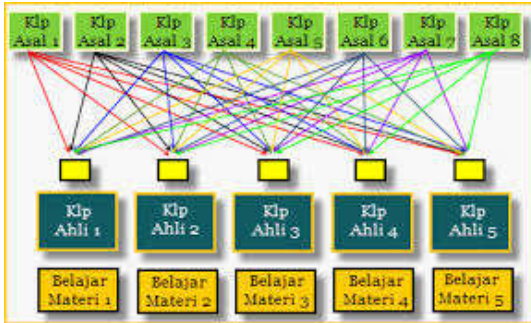 Klp
Asal 1
Klp
Asal 2
Klp
Asal 3
Klp
Asal 4
Klp
Asal 5
Klp
Asal 6
Klp
Asal 7
Klp
Asal 8
Klp
Ahli 1
Klp
Ahli 2
Klp
Ahli 3
Klp
Ahli 4
Klp
Ahli 5
Belajar
Materi 1
Belajar
Materi 2
Belajar
Materi 3
Belajar
Materi 4
Belajar
Materi 5